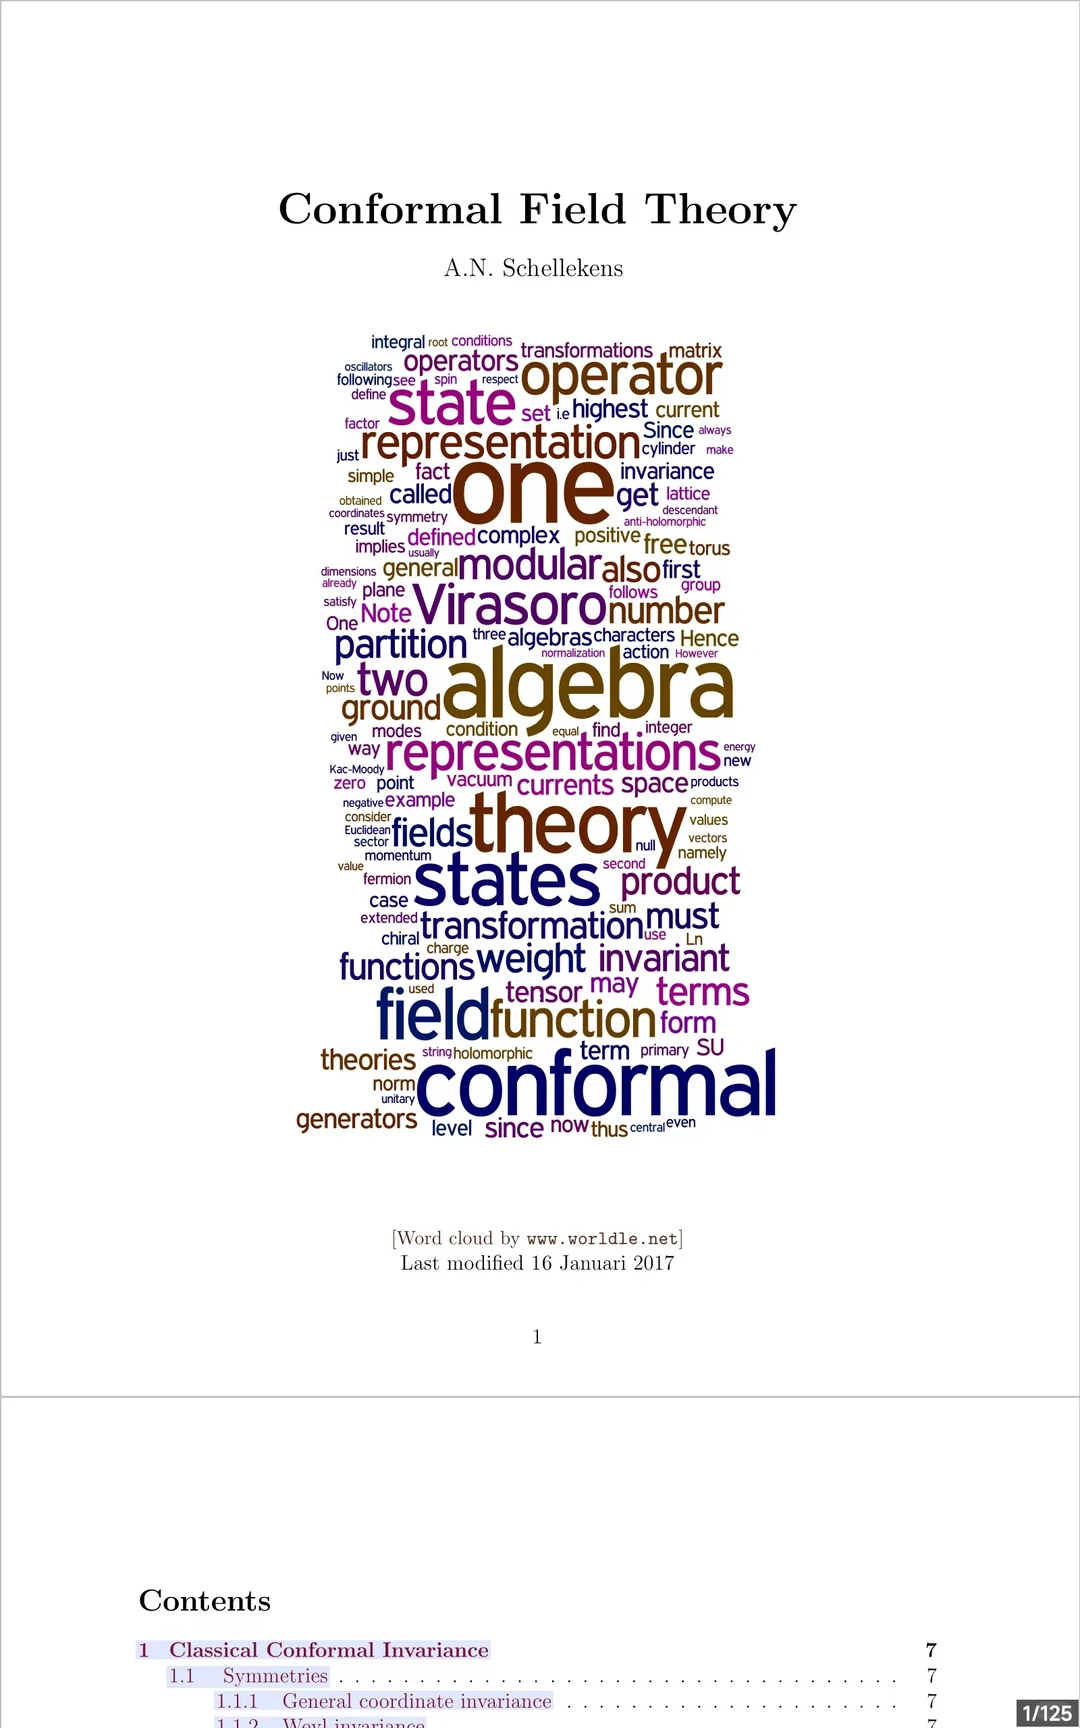 Conformal Field Theory
A.N. Schellekens
integral root conditions
operators transformations matrix
oscillators
following see spin respect operator
define state set i.e highest current
factor representation Since always
just cylinder make
simple fact one invariance
obtained called get lattice
coordinates symmetry descendant
result anti-holomorphic
implies defined complex positive free torus
usually
dimensions general modular also first
already plane follows group
satisfy Note Virasoro number
One
partition three algebras characters Hence
normalization action However
Now two algebra
points
ground
given modes condition equal find integer
way representations energy
Kac-Moody new
zero point vacuum currents space products
negative example theory compute
consider values
Euclidean fields null vectors
sector
momentum namely
value states second
fermion product
case sum
extended transformation must
chiral use Ln
charge
functions weight invariant
used tensor may terms
field function form
theories string holomorphic term primary SU
norm conformal
unitary
generators level since now thus central even
[Word cloud by www.worldle.net]
Last modified 16 Januari 2017
1
Contents
1 Classical Conformal Invariance 7
1.1 Symmetries . . . . . . . . . . . . . . . . . . . . . . . . . . . . 7
1.1.1 General coordinate invariance . . . . . . . . . . . . . . . . . 7
1.1.2 Weyl invariance
1/125